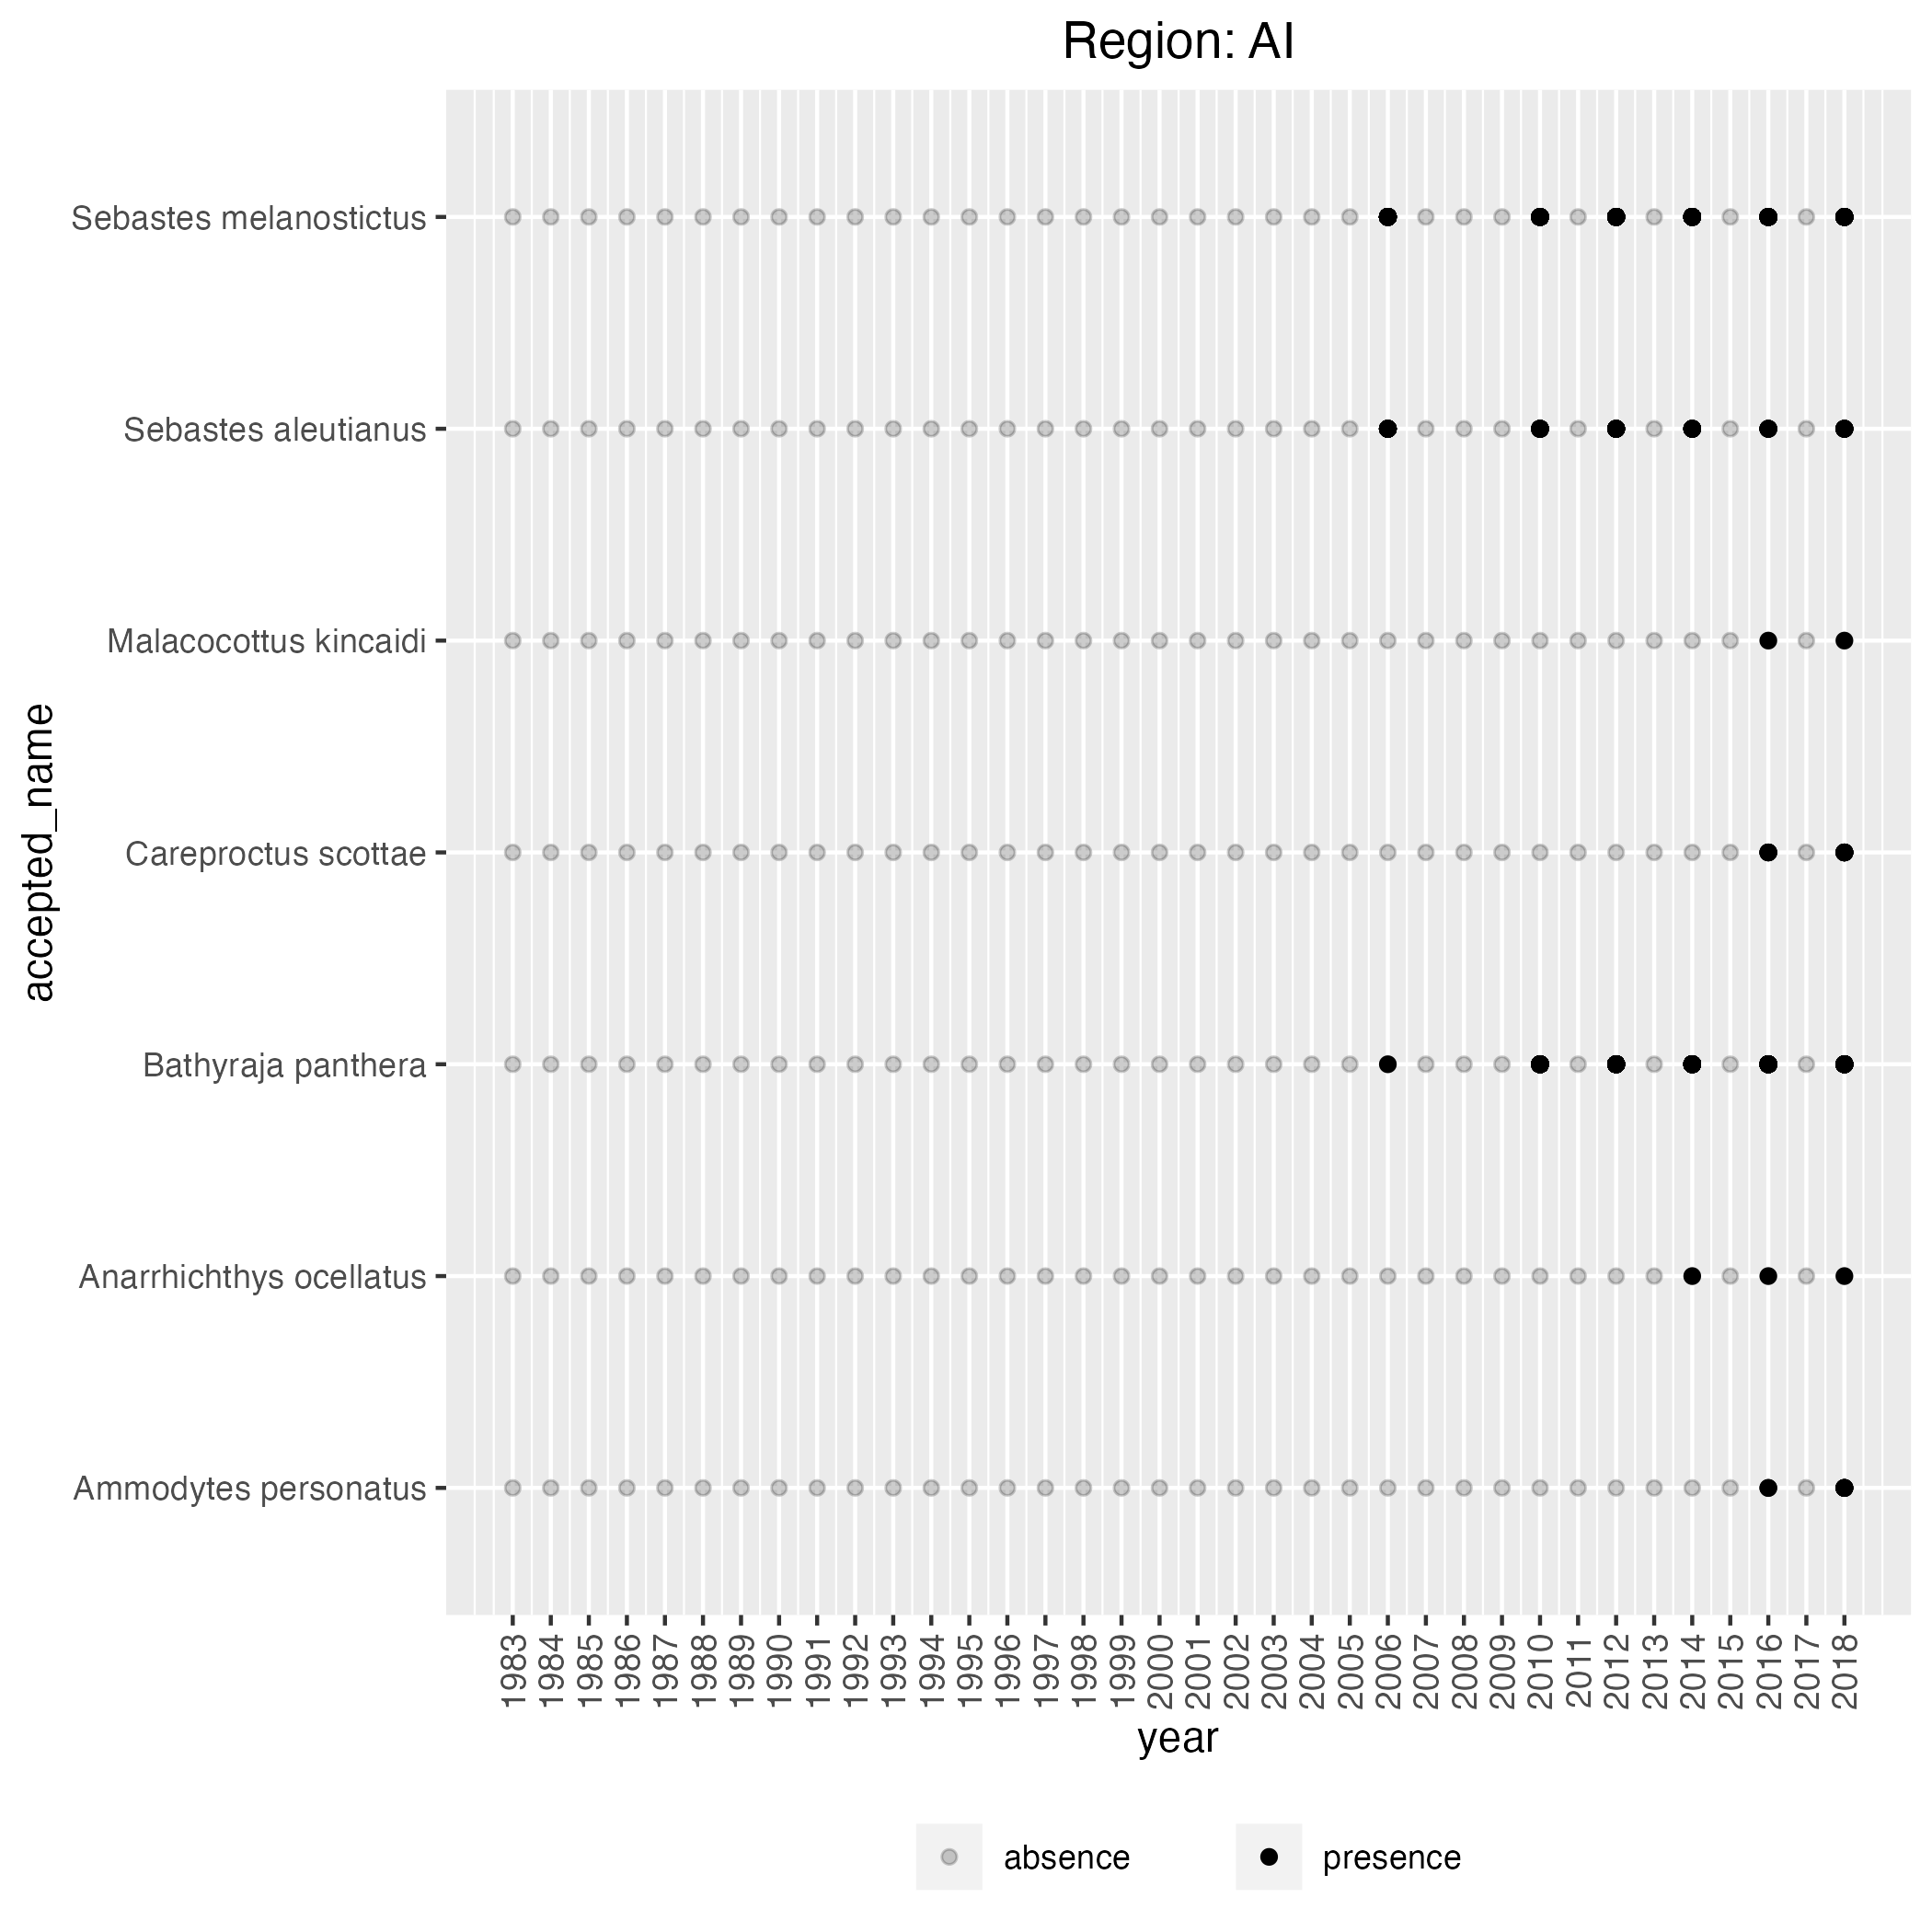 Region: AI
Sebastes melanostictus
Sebastes aleutianus
Malacocottus kincaidi
Careproctus scottae
Bathyraja panthera
Anarrhichthys ocellatus
Ammodytes personatus
accepted_name
1983 1984 1985 1986 1987 1988 1989 1990 1991 1992 1993 1994 1995 1996 1997 1998 1999 2000 2001 2002 2003 2004 2005 2006 2007 2008 2009 2010 2011 2012 2013 2014 2015 2016 2017 2018
year
absence presence